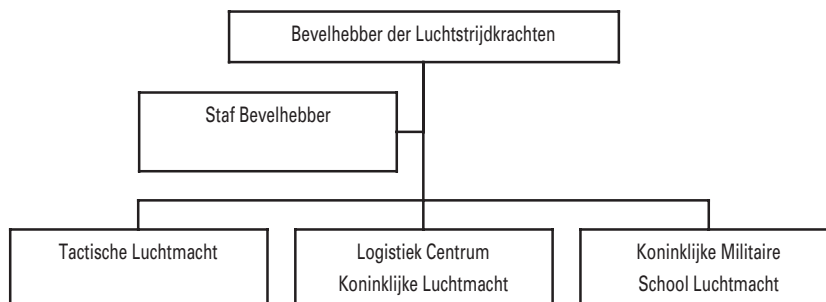 Bevelhebber der Luchtstrijdkrachten
Staf Bevelhebber
Tactische Luchtmacht
Logistiek Centrum
Koninklijke Luchtmacht
Koninklijke Militaire
School Luchtmacht